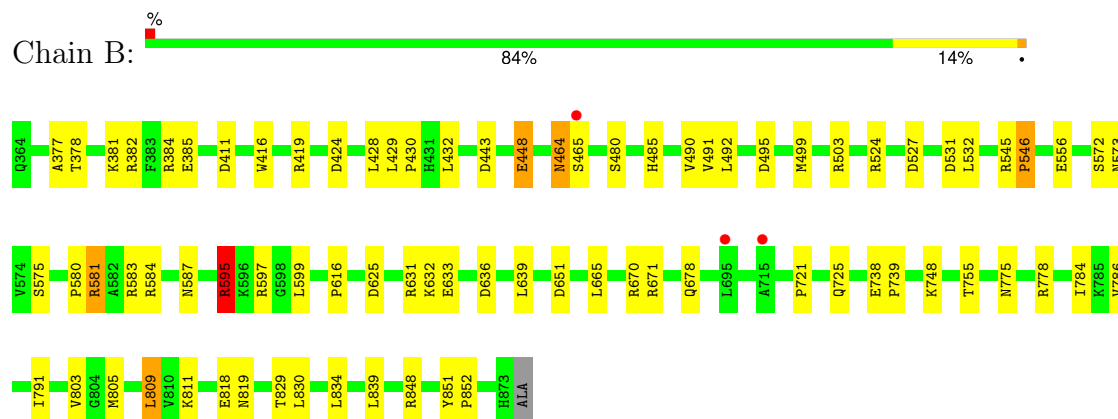 %
Chain B:
84% 14% •
Q364 A377 T378 K381 R382 F383 R384 E385 D411 W416 R419 D424 L428 L429 P430 H431 L432 D443 E448 N464 S465 S480 H485 V490 V491 L492 D495 M499 R503 R524 D527 D531 L532 R545 P546 E556 S572 N573
V574 S575 P580 R581 A582 R583 R584 N587 R595 K596 R597 G598 L599 P616 D625 R631 K632 E633 D636 L639 D651 L665 R670 R671 Q678 L695 A715 P721 Q725 E738 P739 K748 T755 N775 R778 I784 K785 V786
I791 V803 G804 M805 L809 V810 K811 E818 N819 T829 L830 L834 L839 R848 Y851 P852 H873 ALA